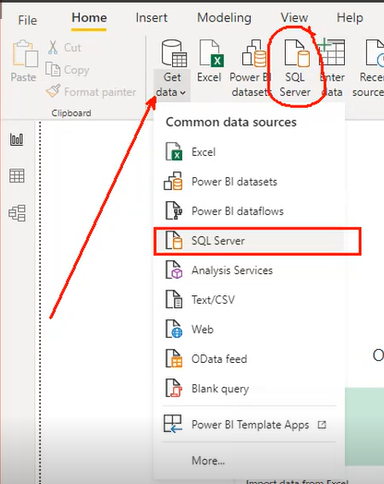 File Home Insert Modeling View Help
Paste
Cut
Copy
Format painter
Clipboard
Get
data
Excel
Power BI
datasets
SQL
Server
Enter
data
Recent
sources
Common data sources
Excel
Power BI datasets
Power BI dataflows
SQL Server
Analysis Services
Text/CSV
Web
OData feed
Blank query
Power BI Template Apps
More...
Import data from Excel